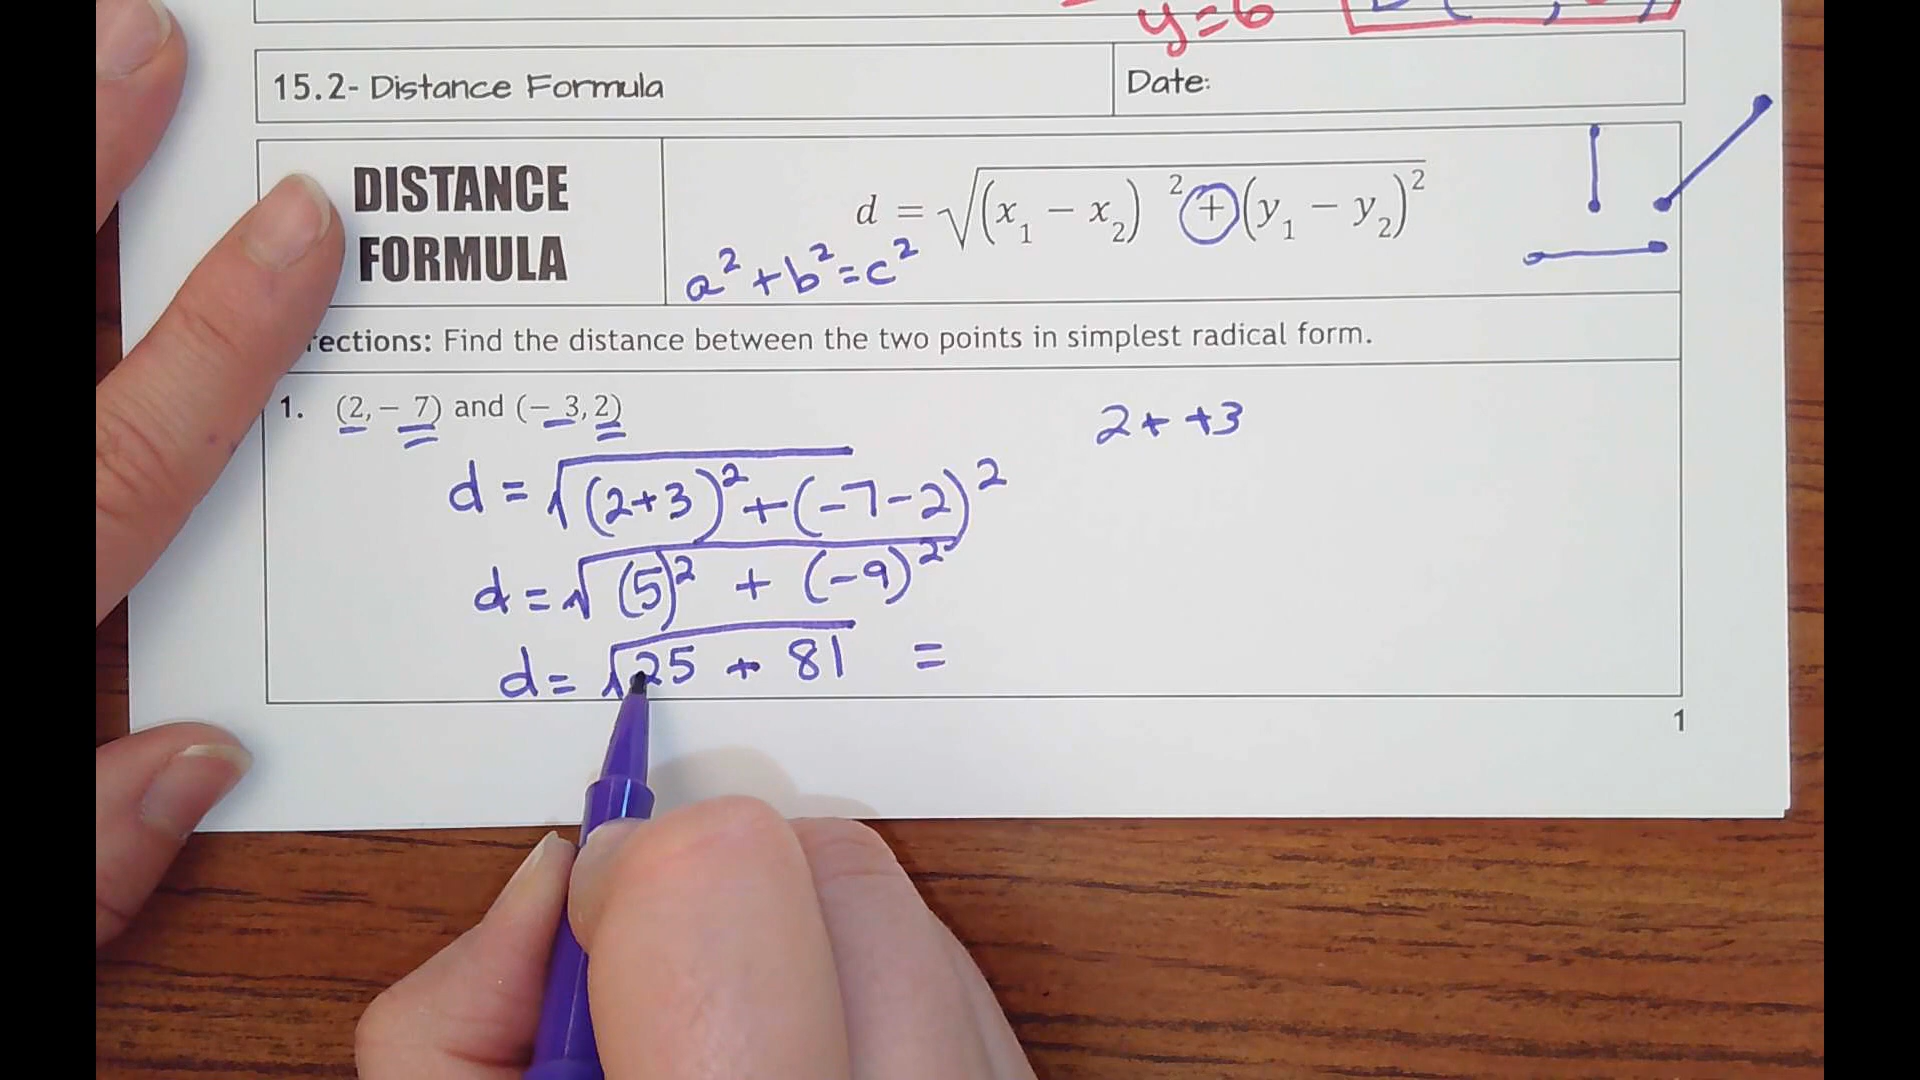 y=6
15.2- Distance Formula
Date:
DISTANCE
FORMULA
d = √(x₁ − x₂)² + (y₁ − y₂)²
a²+b²=c²
rections: Find the distance between the two points in simplest radical form.
1. (2,− 7) and (− 3,2)
2+ +3
d=√(2+3)²+(-7-2)²
d=√(5)² + (-9)²
d=√25 + 81 =
1